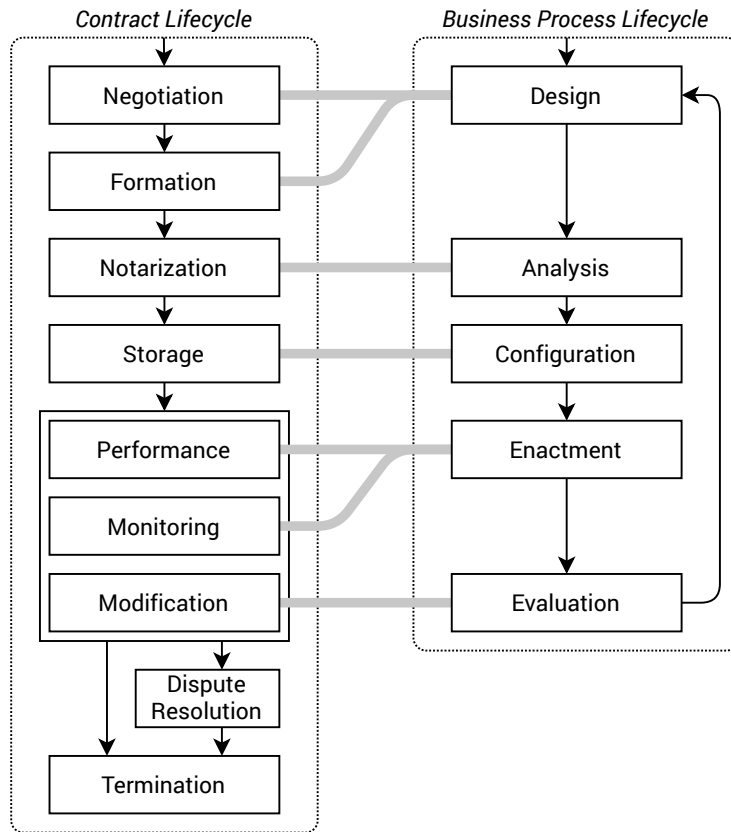 Contract Lifecycle
Negotiation
Formation
Notarization
Storage
Performance
Monitoring
Modification
Dispute
Resolution
Termination
Business Process Lifecycle
Design
Analysis
Configuration
Enactment
Evaluation